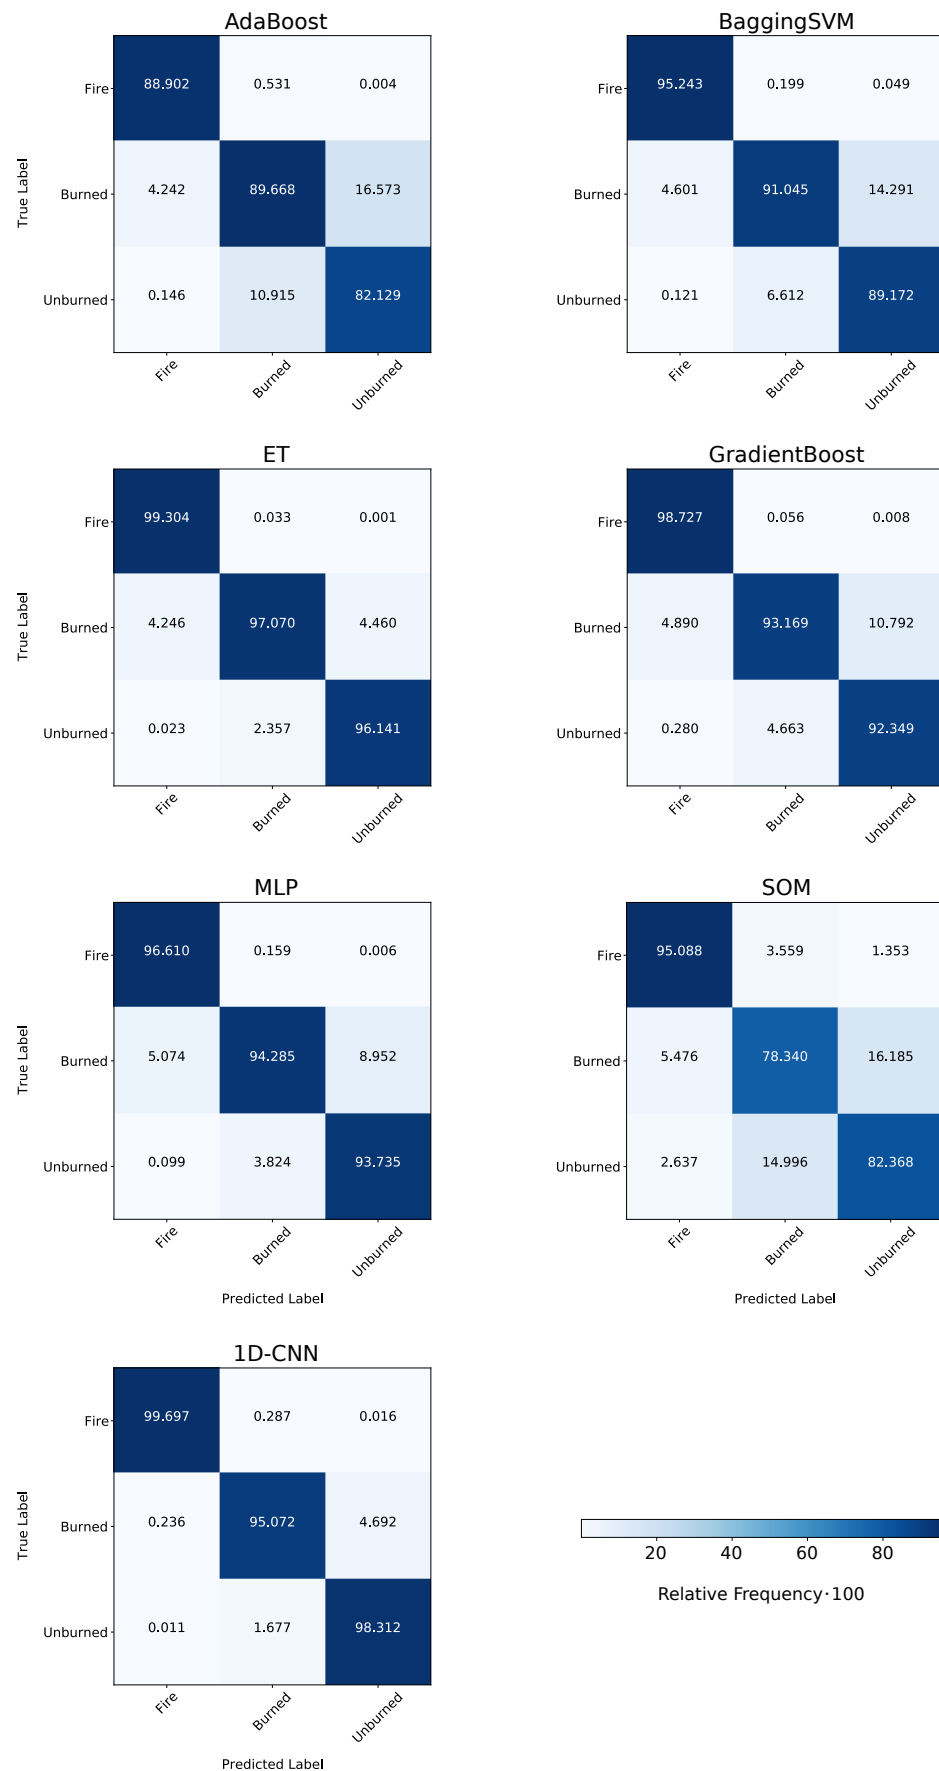 AdaBoost
True Label
Fire
88.902 0.531 0.004
Burned
4.242 89.668 16.573
Unburned
0.146 10.915 82.129
Fire Burned Unburned
BaggingSVM
Fire
95.243 0.199 0.049
Burned
4.601 91.045 14.291
Unburned
0.121 6.612 89.172
Fire Burned Unburned
ET
True Label
Fire
99.304 0.033 0.001
Burned
4.246 97.070 4.460
Unburned
0.023 2.357 96.141
Fire Burned Unburned
GradientBoost
Fire
98.727 0.056 0.008
Burned
4.890 93.169 10.792
Unburned
0.280 4.663 92.349
Fire Burned Unburned
MLP
True Label
Fire
96.610 0.159 0.006
Burned
5.074 94.285 8.952
Unburned
0.099 3.824 93.735
Fire Burned Unburned
Predicted Label
SOM
Fire
95.088 3.559 1.353
Burned
5.476 78.340 16.185
Unburned
2.637 14.996 82.368
Fire Burned Unburned
Predicted Label
1D-CNN
True Label
Fire
99.697 0.287 0.016
Burned
0.236 95.072 4.692
Unburned
0.011 1.677 98.312
Fire Burned Unburned
Predicted Label
20 40 60 80
Relative Frequency·100